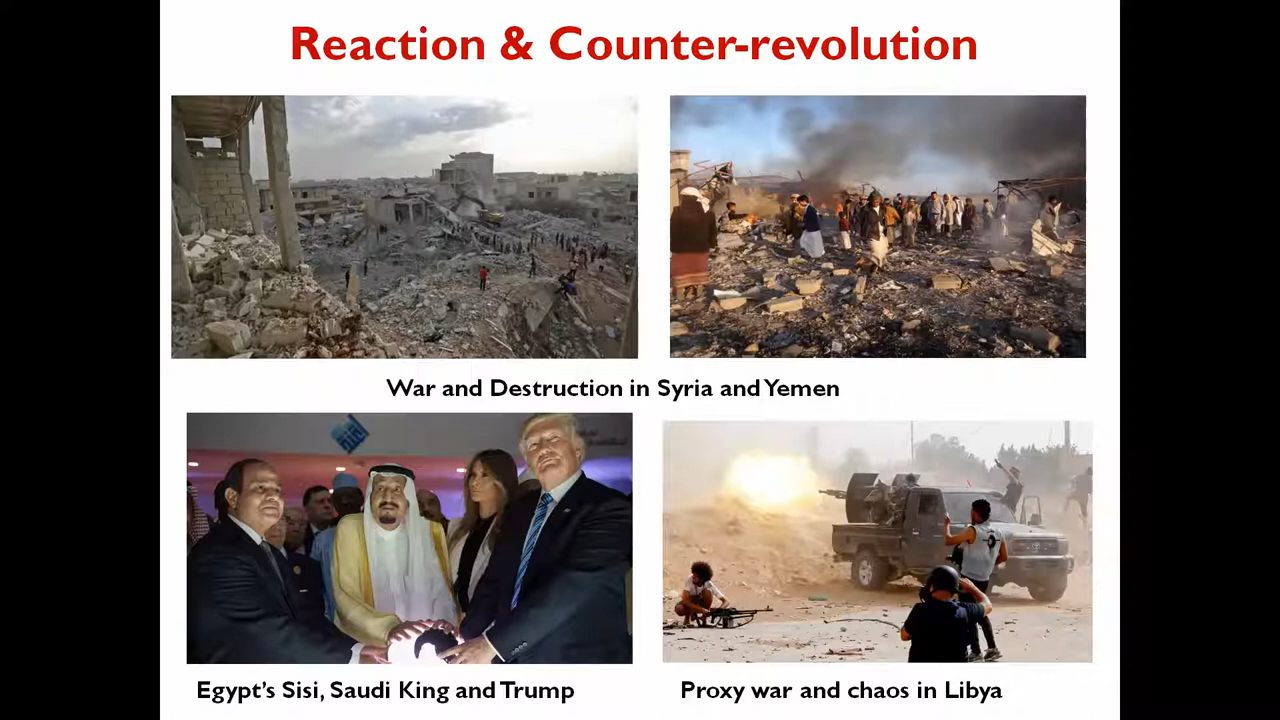 Reaction & Counter-revolution
War and Destruction in Syria and Yemen
Egypt's Sisi, Saudi King and Trump
Proxy war and chaos in Libya